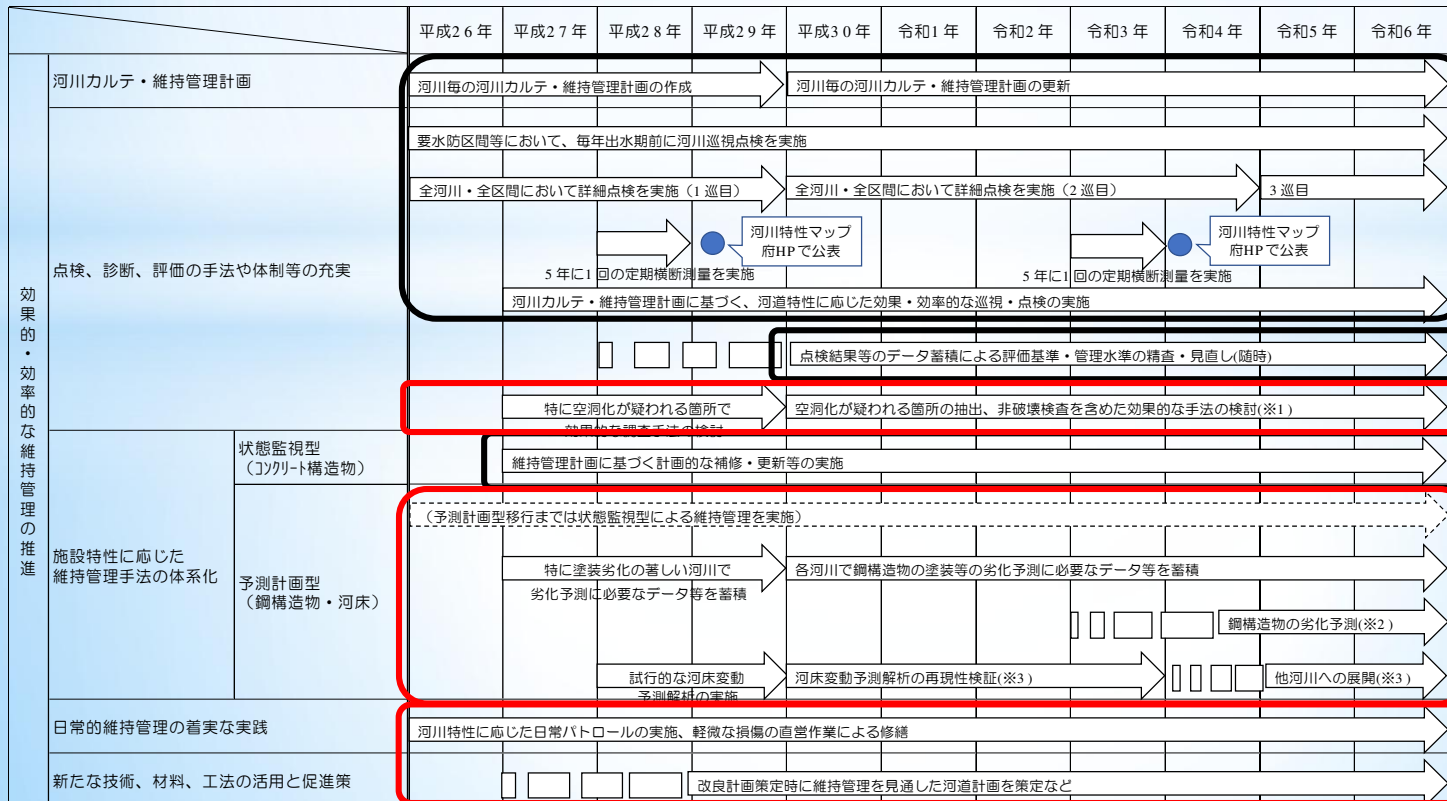 平成26年
平成27年
平成28年
平成29年
平成30年
令和1年
令和2年
令和3年
令和4年
令和5年
令和6年
効果的・効率的な維持管理の推進
河川カルテ・維持管理計画
河川毎の河川カルテ・維持管理計画の作成
河川毎の河川カルテ・維持管理計画の更新
点検、診断、評価の手法や体制等の充実
要水防区間等において、毎年出水期前に河川巡視点検を実施
全河川・全区間において詳細点検を実施（1巡目）
全河川・全区間において詳細点検を実施（2巡目）
3巡目
河川特性マップ
府HPで公表
河川特性マップ
府HPで公表
5年に1回の定期横断測量を実施
5年に1回の定期横断測量を実施
河川カルテ・維持管理計画に基づく、河道特性に応じた効果・効率的な巡視・点検の実施
点検結果等のデータ蓄積による評価基準・管理水準の精査・見直し(随時)
特に空洞化が疑われる箇所で
効果的な調査手法の検討
空洞化が疑われる箇所の抽出、非破壊検査を含めた効果的な手法の検討(※1)
施設特性に応じた
維持管理手法の体系化
状態監視型
（コンクリート構造物）
維持管理計画に基づく計画的な補修・更新等の実施
予測計画型
（鋼構造物・河床）
（予測計画型移行までは状態監視型による維持管理を実施）
特に塗装劣化の著しい河川で
劣化予測に必要なデータ等を蓄積
各河川で鋼構造物の塗装等の劣化予測に必要なデータ等を蓄積
鋼構造物の劣化予測(※2)
試行的な河床変動
予測解析の実施
河床変動予測解析の再現性検証(※3)
他河川への展開(※3)
日常的維持管理の着実な実践
河川特性に応じた日常パトロールの実施、軽微な損傷の直営作業による修繕
新たな技術、材料、工法の活用と促進策
改良計画策定時に維持管理を見通した河道計画を策定など